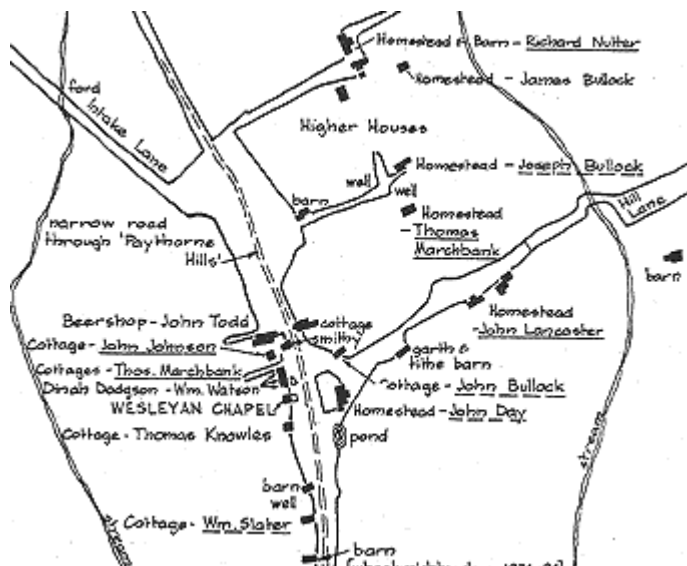 Homestead & Barn - Richard Nutter
Homestead - James Bullock
ford
Intake Lane
Higher Houses
Homestead - Joseph Bullock
well
well
barn
Homestead
- Thomas
Marchbank
Hill
Lane
narrow road
through 'Paythorne
Hills'
barn
Beershop - John Todd
cottage
smithy
Cottage - John Johnson
Homestead
- John Lancaster
garth &
tithe barn
Cottages - Thos. Marchbank
Dinah Dodgson - Wm. Watson
Cottage - John Bullock
WESLEYAN CHAPEL
Homestead - John Day
Cottage - Thomas Knowles
pond
stream
barn
well
Cottage - Wm. Slater
stream
barn